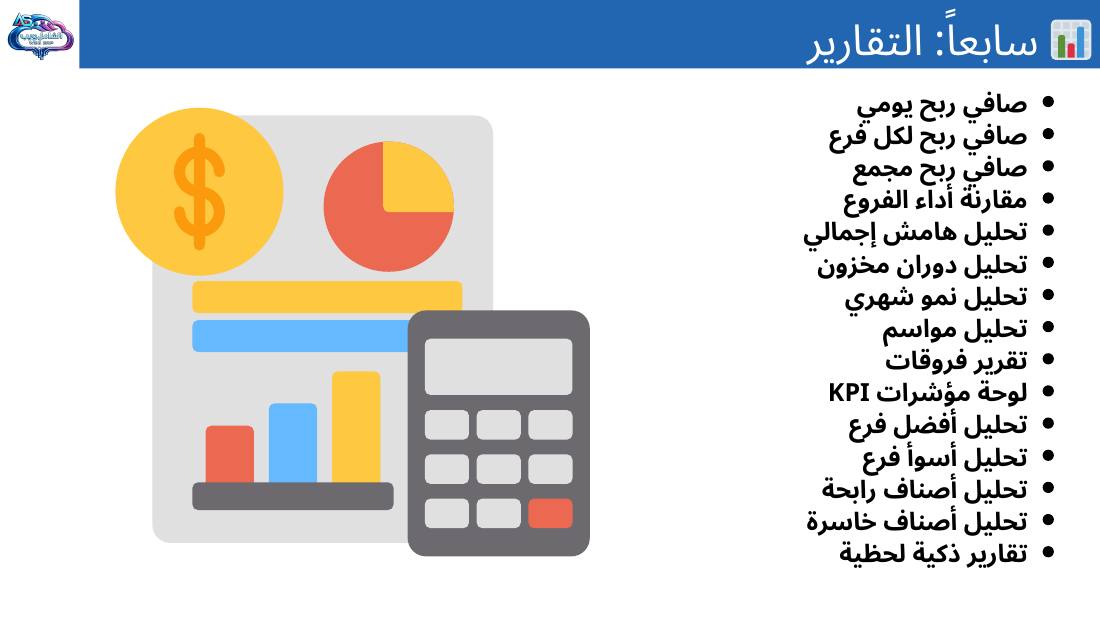 سابعاً: التقارير
صافي ربح يومي
صافي ربح لكل فرع
صافي ربح مجمع
مقارنة أداء الفروع
تحليل هامش إجمالي
تحليل دوران مخزون
تحليل نمو شهري
تحليل مواسم
تقرير فروقات
لوحة مؤشرات KPI
تحليل أفضل فرع
تحليل أسوأ فرع
تحليل أصناف رابحة
تحليل أصناف خاسرة
تقارير ذكية لحظية
$